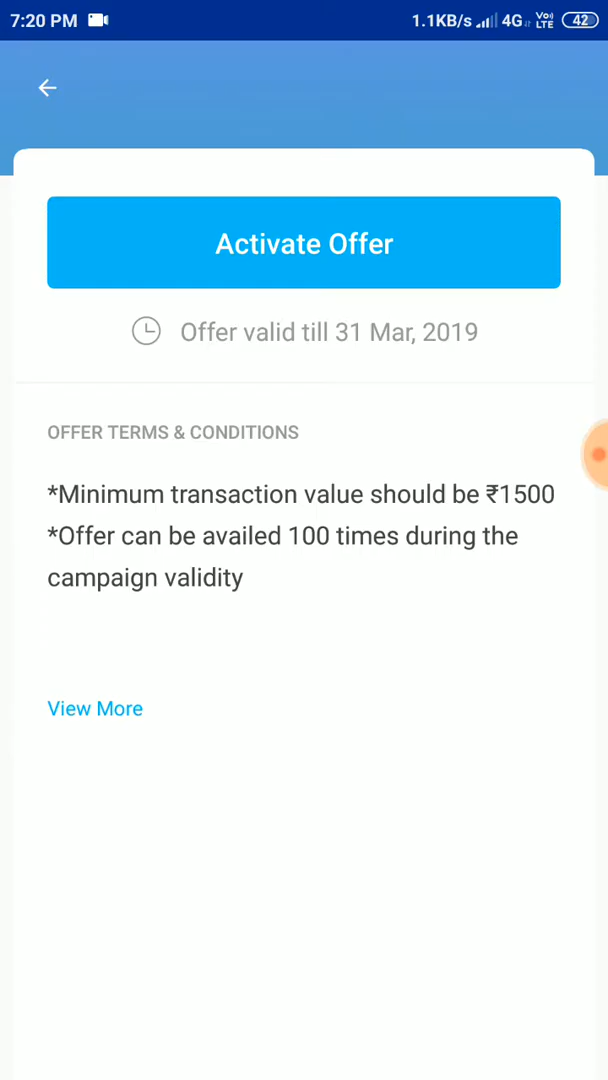 7:20 PM 1.1KB/s 4G Vo)) LTE 42
Activate Offer
Offer valid till 31 Mar, 2019
OFFER TERMS & CONDITIONS
*Minimum transaction value should be ₹1500
*Offer can be availed 100 times during the
campaign validity
View More